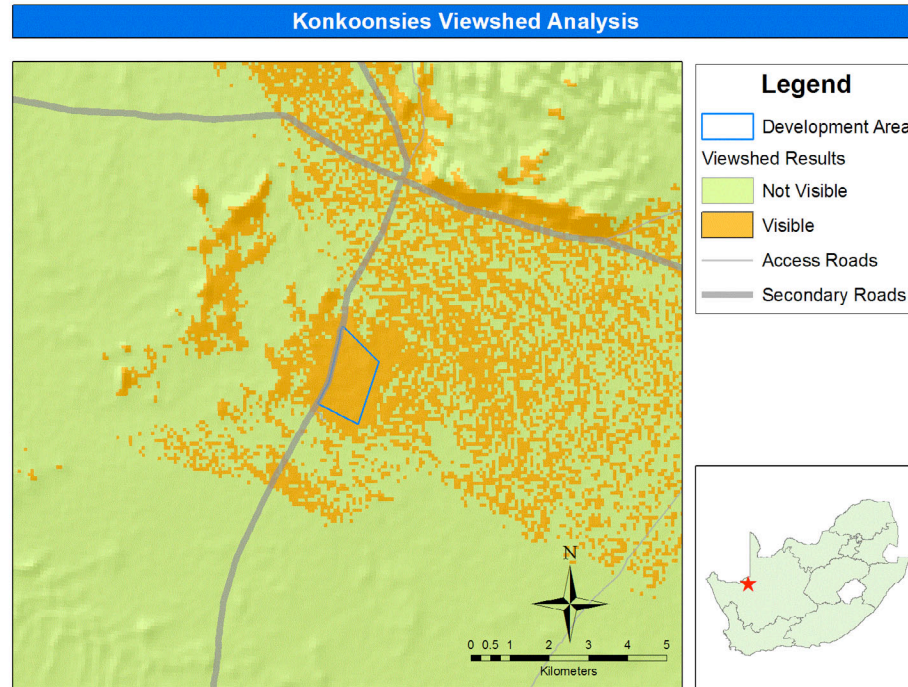 Konkoonsies Viewshed Analysis
Legend
Development Area
Viewshed Results
Not Visible
Visible
Access Roads
Secondary Roads
N
0 0.5 1 2 3 4 5
Kilometers